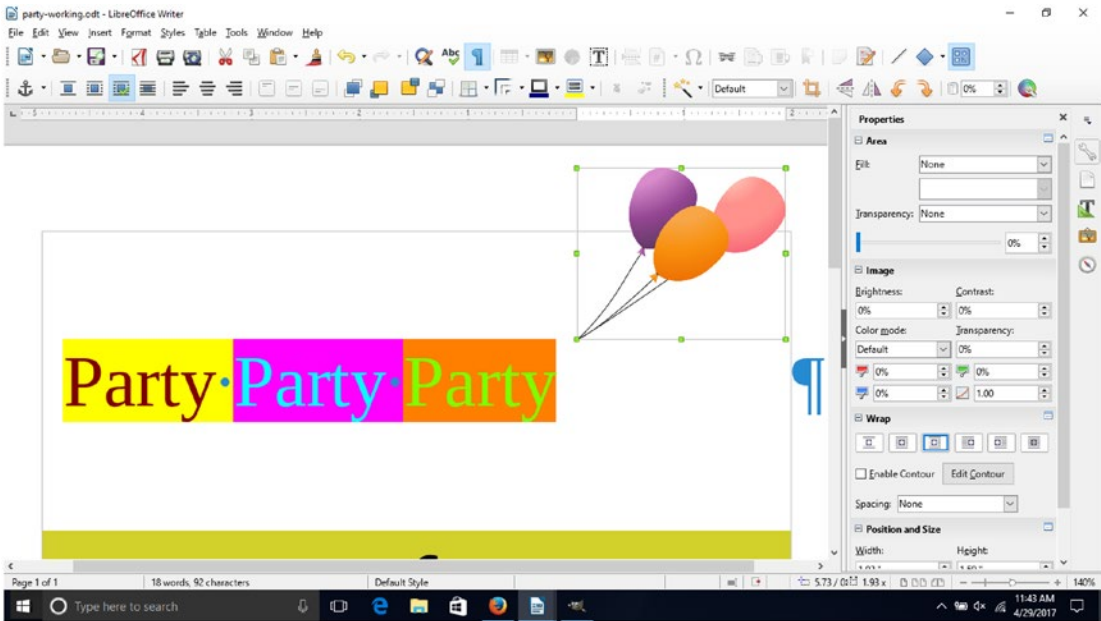 party-working.odt - LibreOffice Writer
File Edit View Insert Format Styles Table Tools Window Help
Abc
Default 0%
Properties
Area
Fill: None
Transparency: None
0%
Image
Brightness: Contrast:
0% 0%
Color mode: Transparency:
Default 0%
0% 0%
0% 1.00
Wrap
Enable Contour Edit Contour
Spacing: None
Position and Size
Width: Height:
Party·Party·Party ¶
Page 1 of 1 18 words, 92 characters Default Style 140%
Type here to search
11:43 AM
4/29/2017